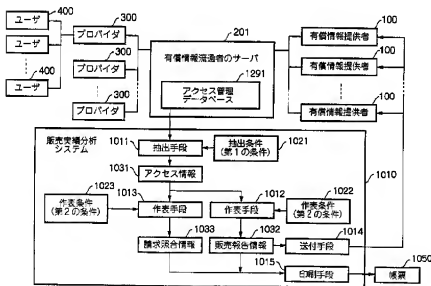 400
ユーザ
300
プロバイダ
201
有償情報流通者のサーバ
1291
アクセス管理
データベース
100
有償情報提供者
ユーザ
300
プロバイダ
100
有償情報提供者
ユーザ
400
300
プロバイダ
100
有償情報提供者
販売実績分析
システム
1011
抽出手段
1021
抽出条件
(第1の条件)
1010
1031
アクセス情報
1023
作表条件
(第2の条件)
1013
作表手段
1012
作表手段
1022
作表条件
(第2の条件)
1033
請求照合情報
1032
販売報告情報
1014
送付手段
1015
印刷手段
1050
帳票